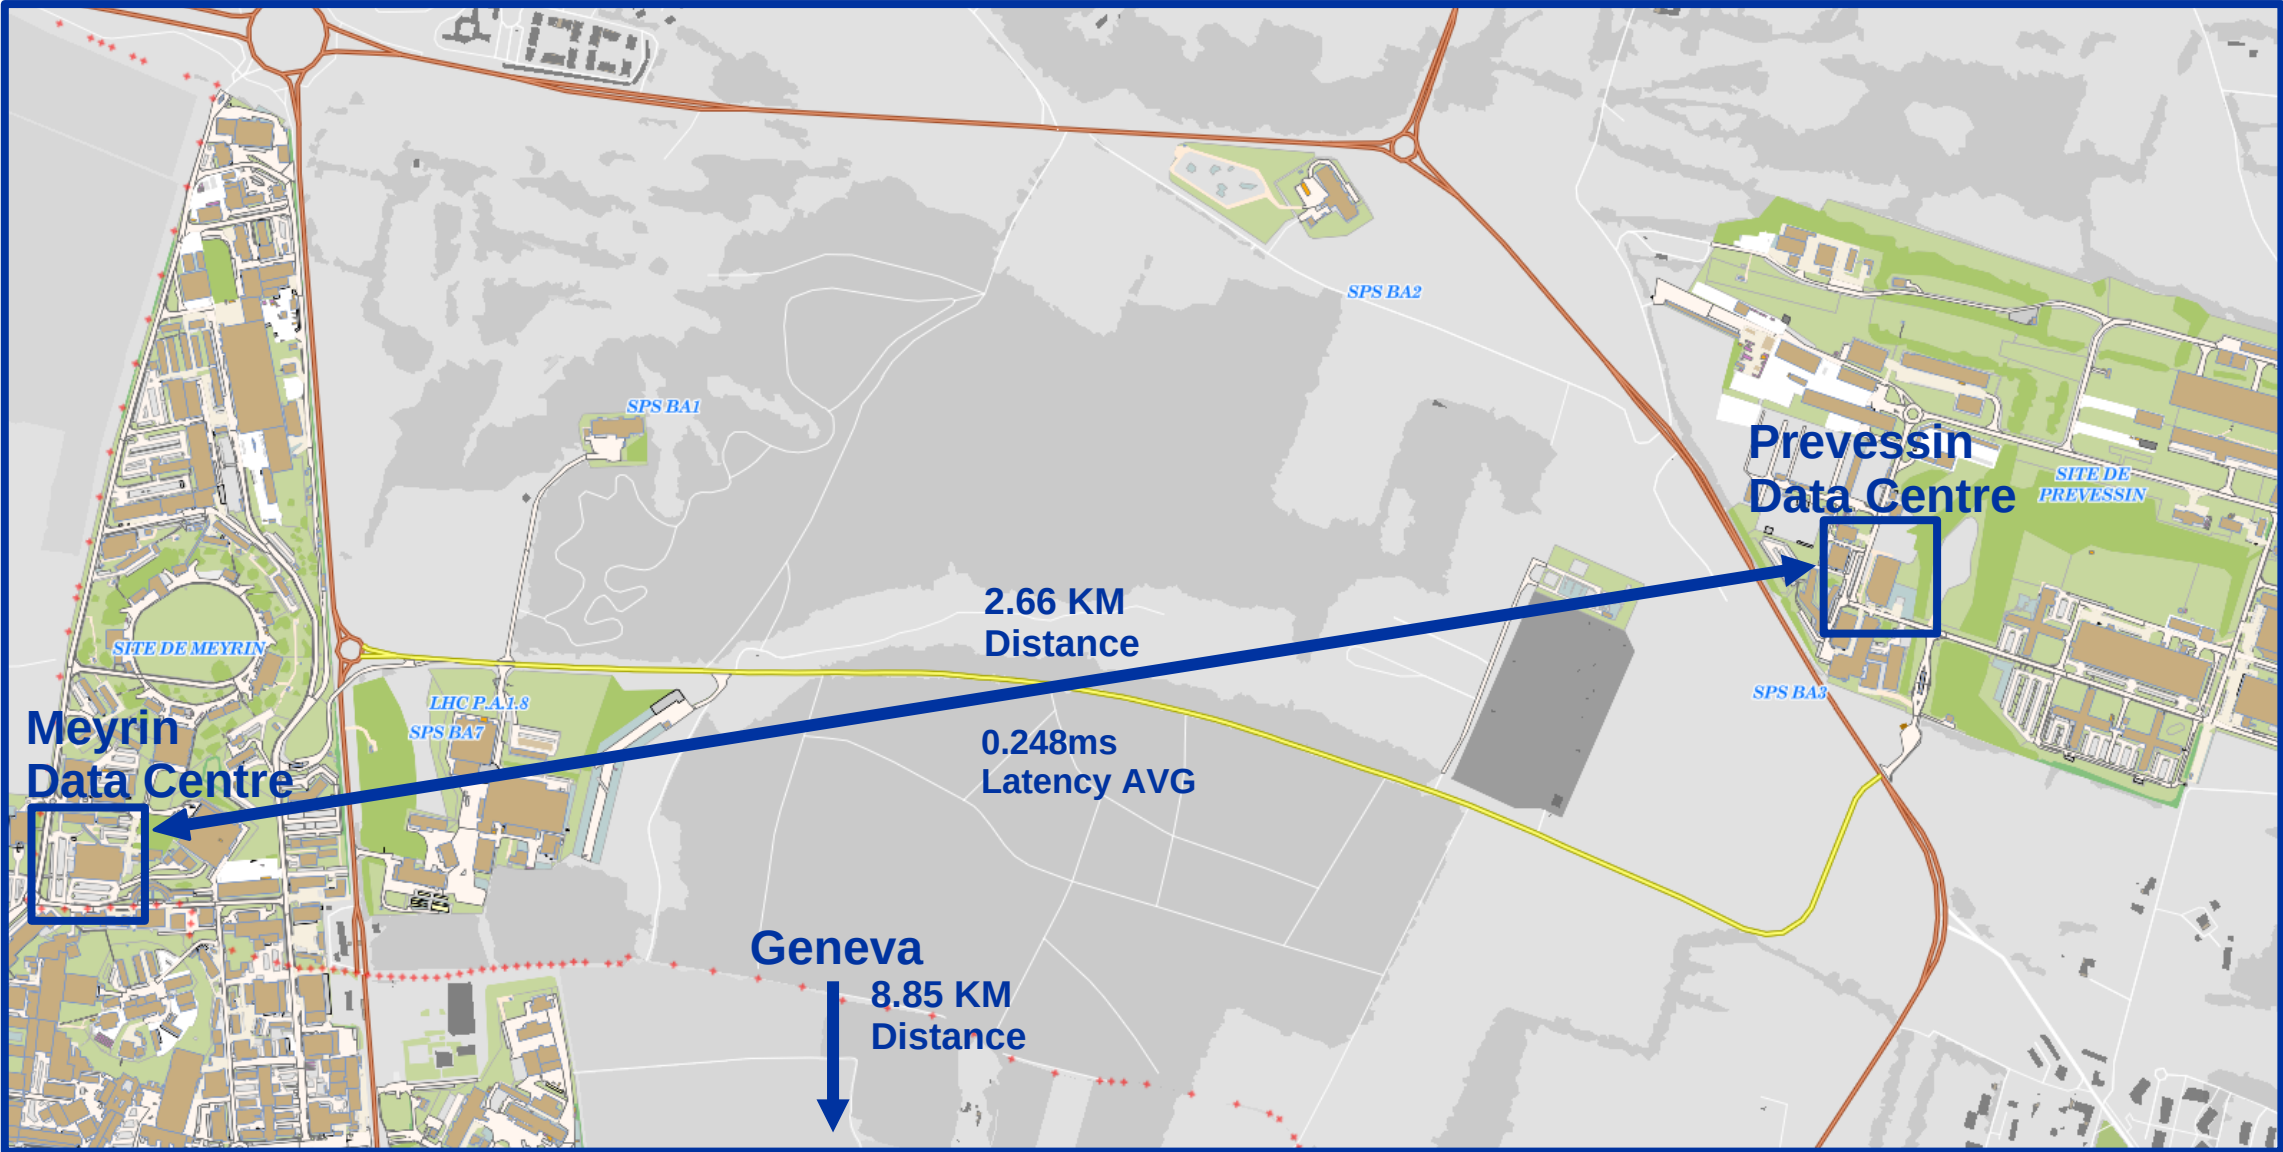 SPS BA2
SPS BA1
Prevessin
Data Centre
SITE DE
PREVESSIN
2.66 KM
Distance
SITE DE MEYRIN
LHC P.A.1.8
SPS BA7
SPS BA3
Meyrin
Data Centre
0.248ms
Latency AVG
Geneva
8.85 KM
Distance